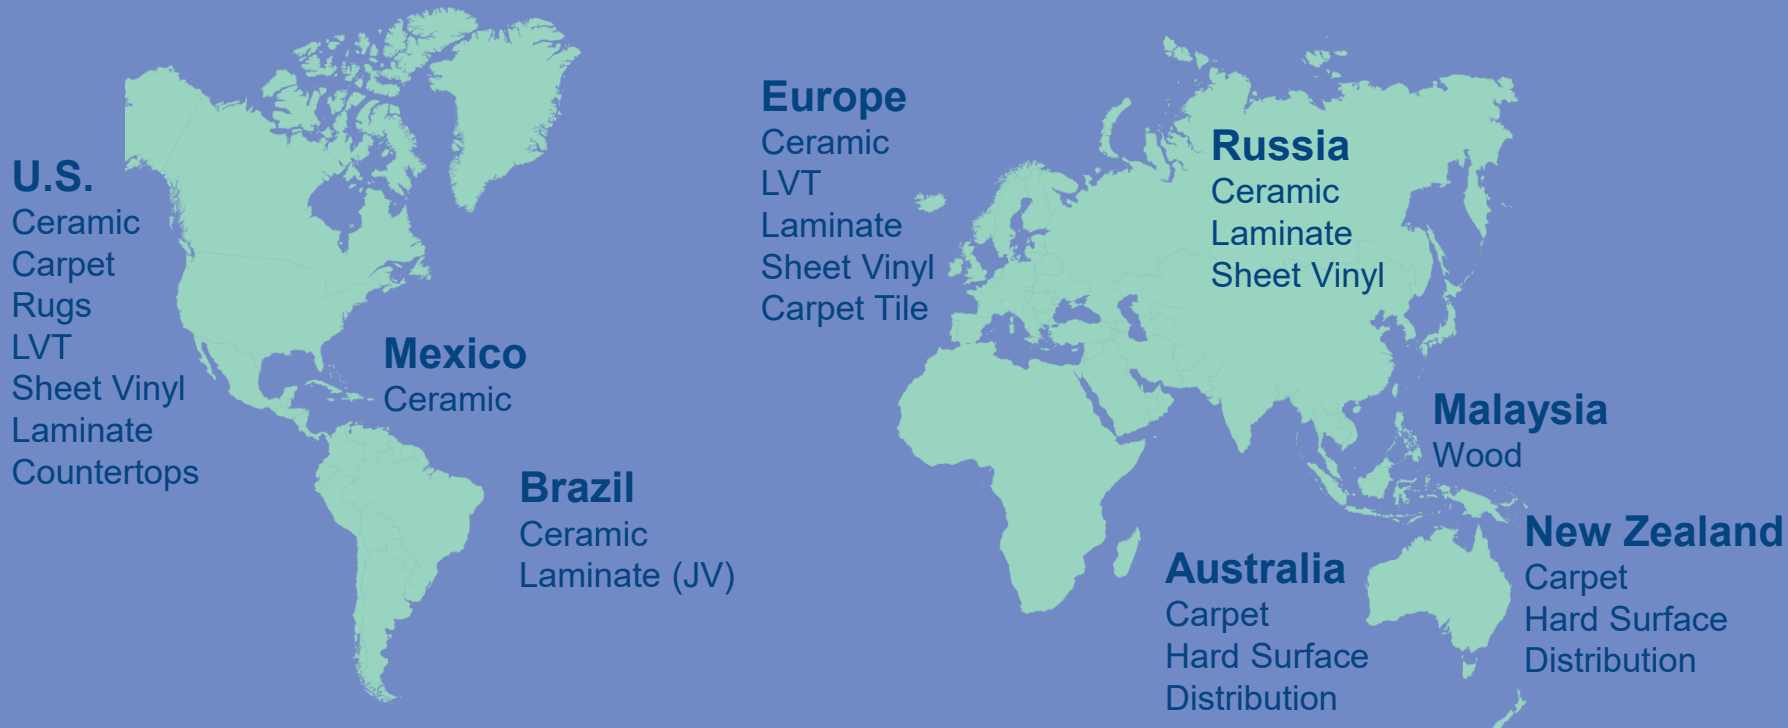 U.S.
Ceramic
Carpet
Rugs
LVT
Sheet Vinyl
Laminate
Countertops
Mexico
Ceramic
Brazil
Ceramic
Laminate (JV)
Europe
Ceramic
LVT
Laminate
Sheet Vinyl
Carpet Tile
Russia
Ceramic
Laminate
Sheet Vinyl
Malaysia
Wood
Australia
Carpet
Hard Surface
Distribution
New Zealand
Carpet
Hard Surface
Distribution